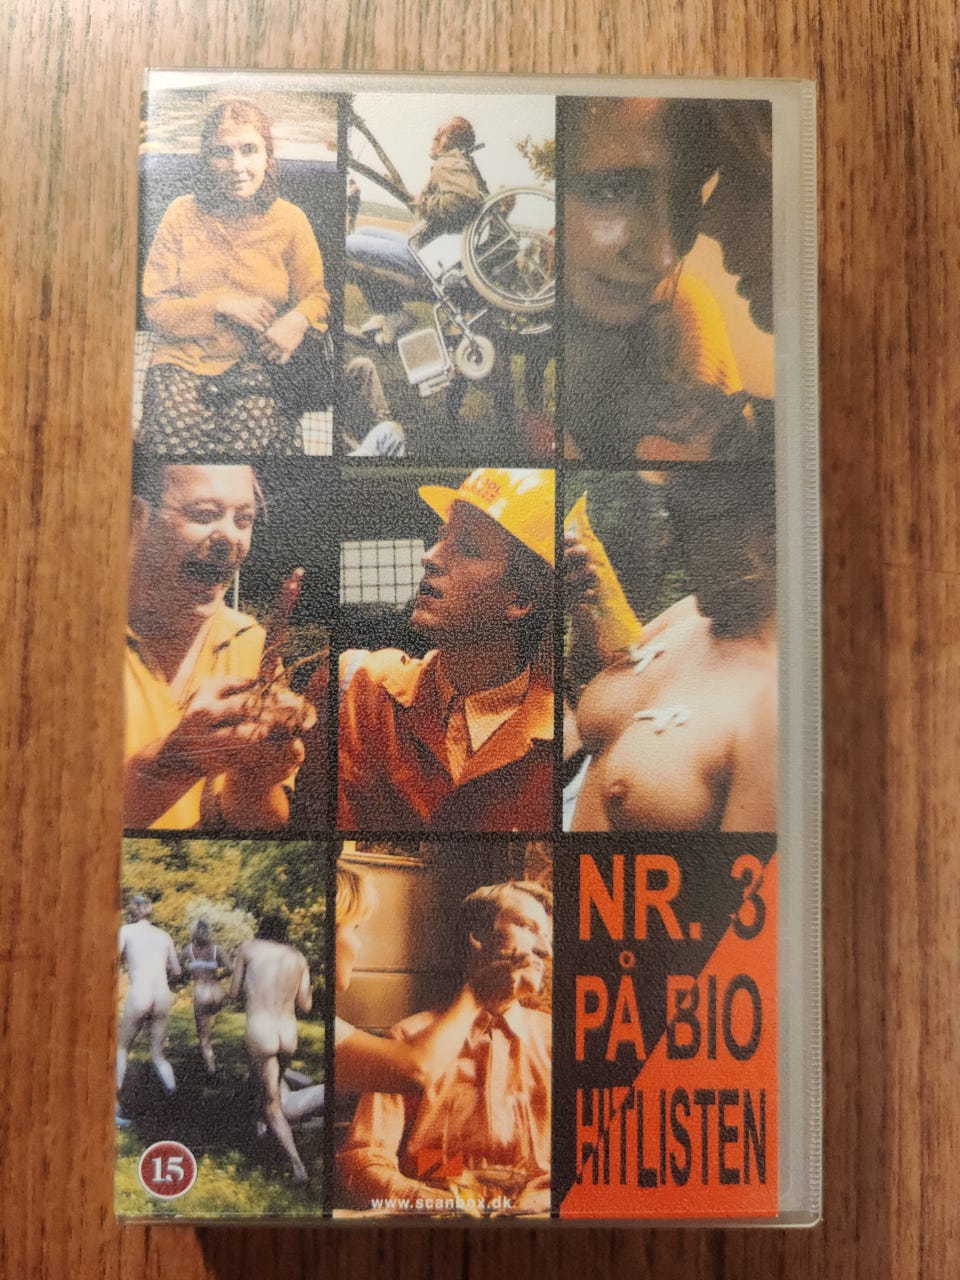 NR. 3
PÅ BIO
HITLISTEN
15
www.scanbox.dk